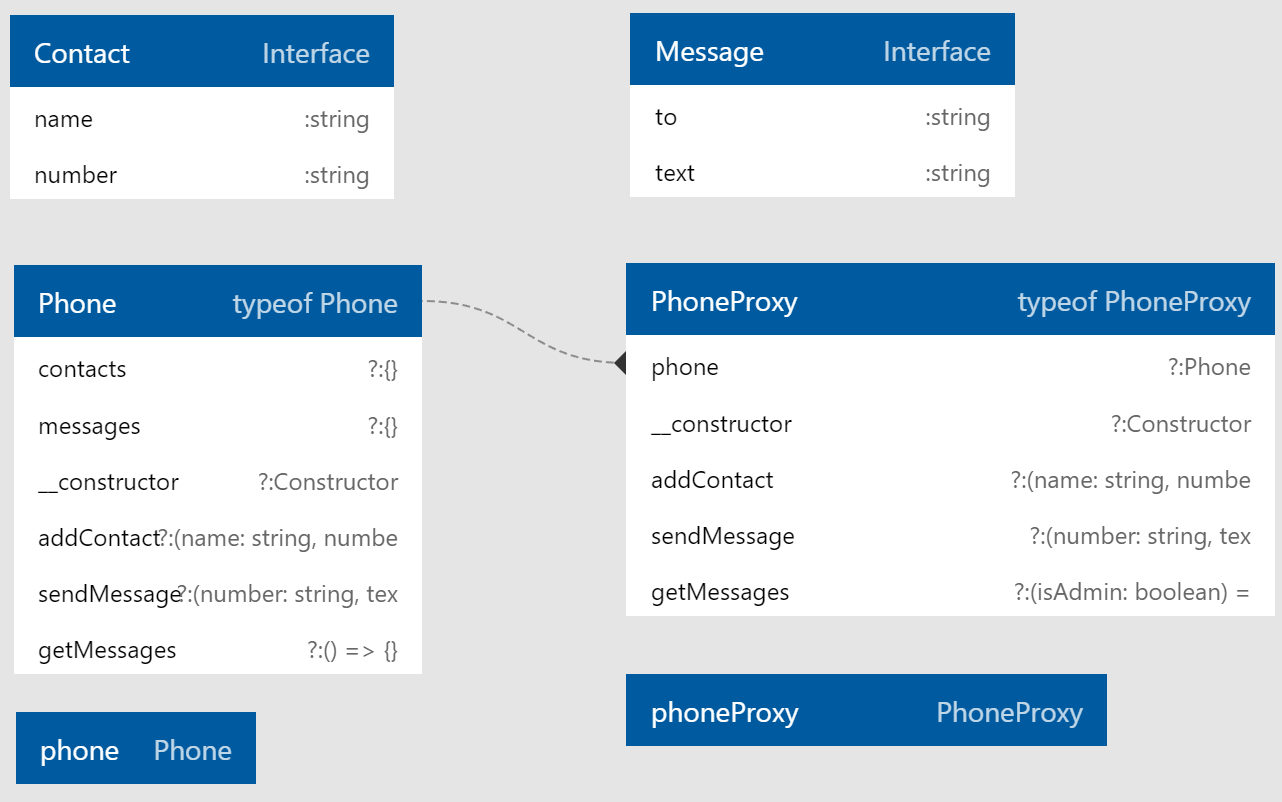 Contact Interface
name :string
number :string
Message Interface
to :string
text :string
Phone typeof Phone
contacts ?:{}
messages ?:{}
__constructor ?:Constructor
addContact ?:(name: string, numbe
sendMessage ?:(number: string, tex
getMessages ?:() => {}
PhoneProxy typeof PhoneProxy
phone ?:Phone
__constructor ?:Constructor
addContact ?:(name: string, numbe
sendMessage ?:(number: string, tex
getMessages ?:(isAdmin: boolean) =
phone Phone
phoneProxy PhoneProxy